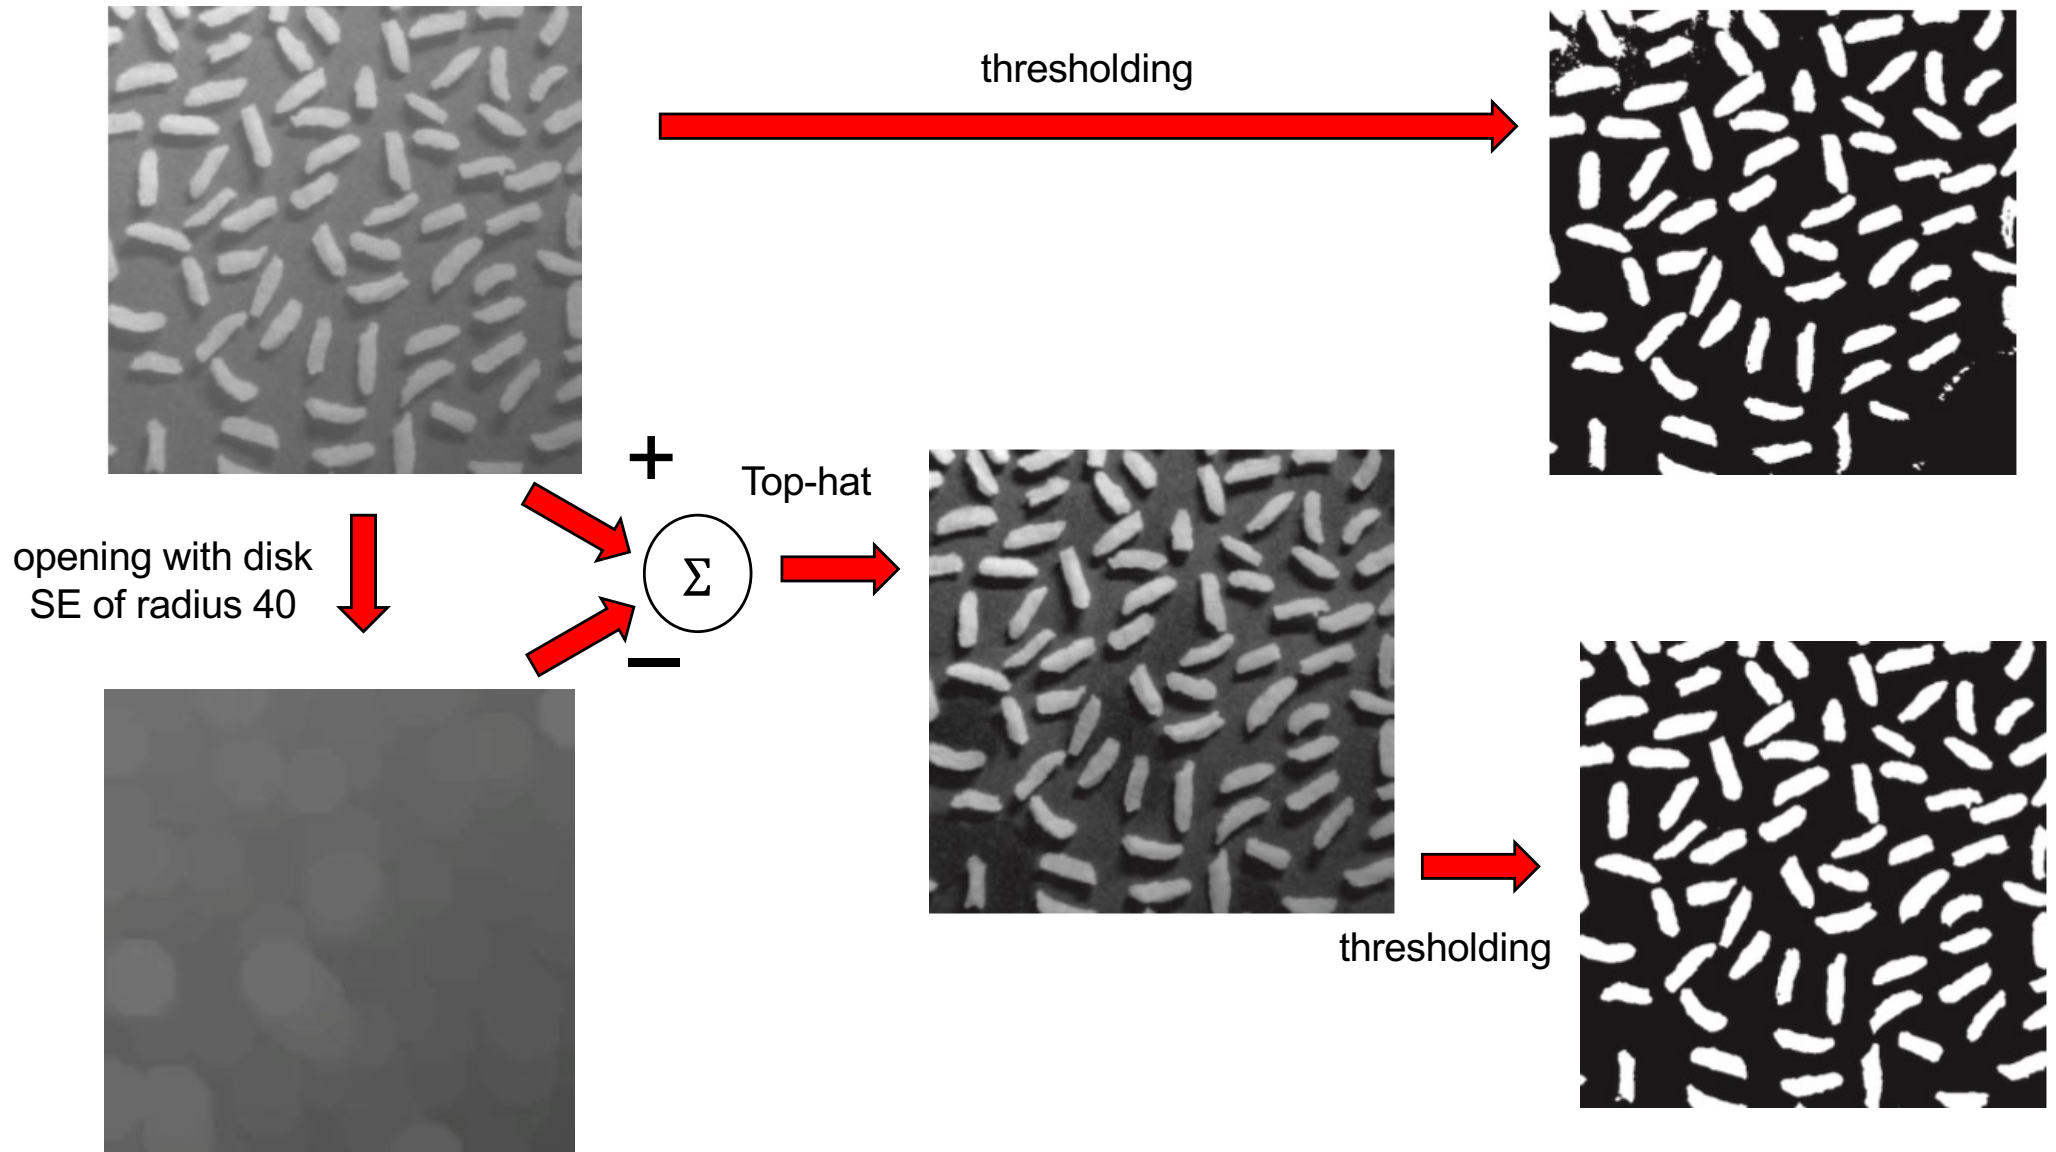 thresholding
+
Top-hat
opening with disk
SE of radius 40
Σ
−
thresholding